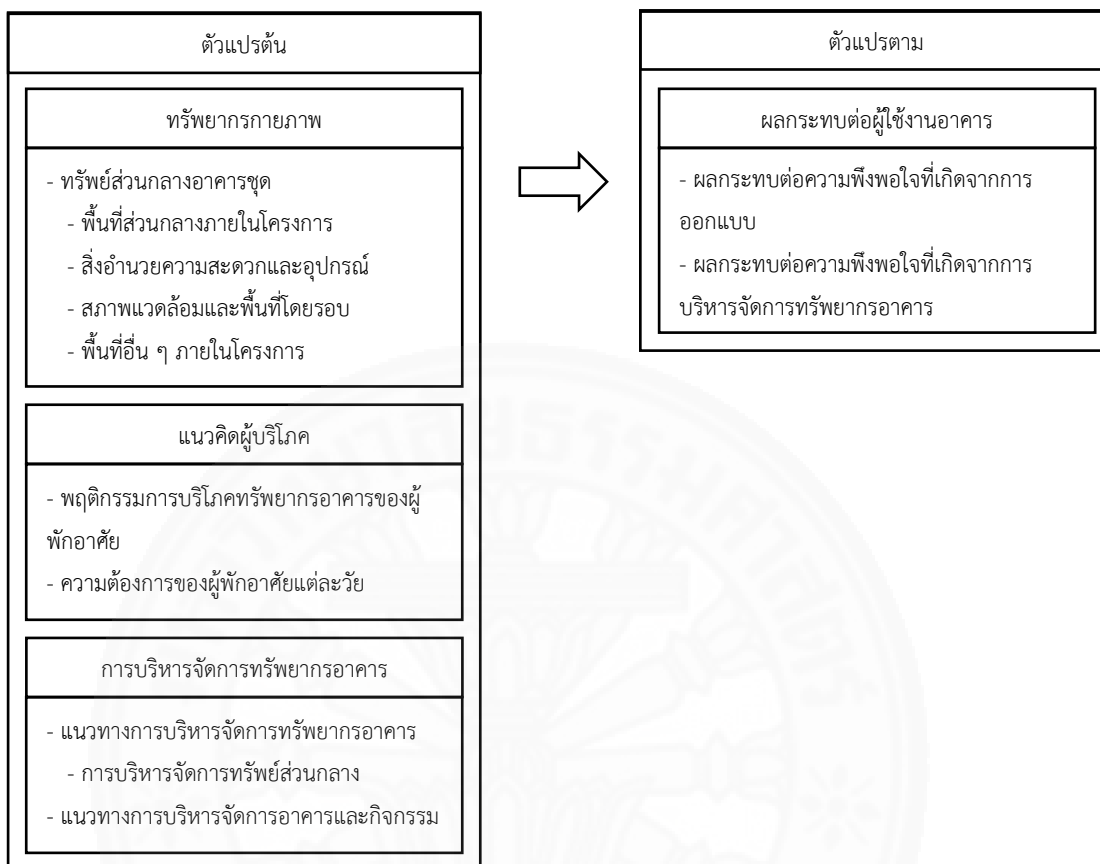 ตัวแปรต้น
ทรัพยากรกายภาพ
- ทรัพย์ส่วนกลางอาคารชุด
- พื้นที่ส่วนกลางภายในโครงการ
- สิ่งอำนวยความสะดวกและอุปกรณ์
- สภาพแวดล้อมและพื้นที่โดยรอบ
- พื้นที่อื่น ๆ ภายในโครงการ
แนวคิดผู้บริโภค
- พฤติกรรมการบริโภคทรัพยากรอาคารของผู้
พักอาศัย
- ความต้องการของผู้พักอาศัยแต่ละวัย
การบริหารจัดการทรัพยากรอาคาร
- แนวทางการบริหารจัดการทรัพยากรอาคาร
- การบริหารจัดการทรัพย์ส่วนกลาง
- แนวทางการบริหารจัดการอาคารและกิจกรรม
ตัวแปรตาม
ผลกระทบต่อผู้ใช้งานอาคาร
- ผลกระทบต่อความพึงพอใจที่เกิดจากการ
ออกแบบ
- ผลกระทบต่อความพึงพอใจที่เกิดจากการ
บริหารจัดการทรัพยากรอาคาร